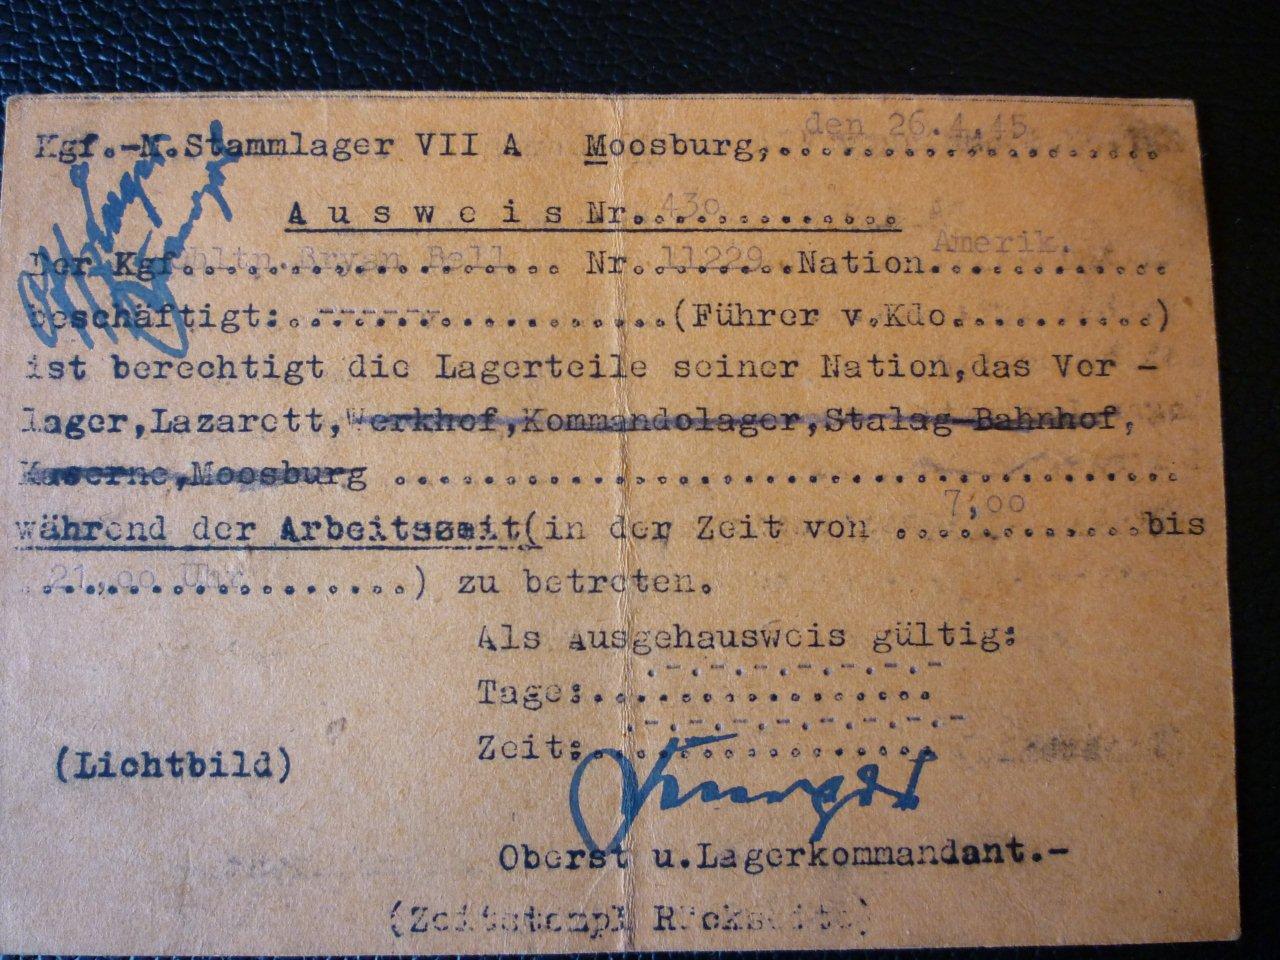 Kgf.-M.Stammlager VII A Moosburg, den 26.4.45
Ausweis Nr. 430
Der Kgf. Bryan Bell Nr. 11229 Nation Amerik.
beschäftigt: ------ (Führer v.Kdo..........)
ist berechtigt die Lagerteile seiner Nation,das Vor -
lager,Lazarett,Werkhof,Kommandolager,Stalag Bahnhof,
Kaserne,Moosburg ........................................
während der Arbeitszeit(in der Zeit von 7,00 bis
21,00 Uhr) zu betreten.
Als Ausgehausweis gültig:
Tage: .-.-.-.-.-.-
Zeit: .-.-.-.-.-.-.-
(Lichtbild)
Oberst u.Lagerkommandant.-
(Zeitstempl Rückseite)